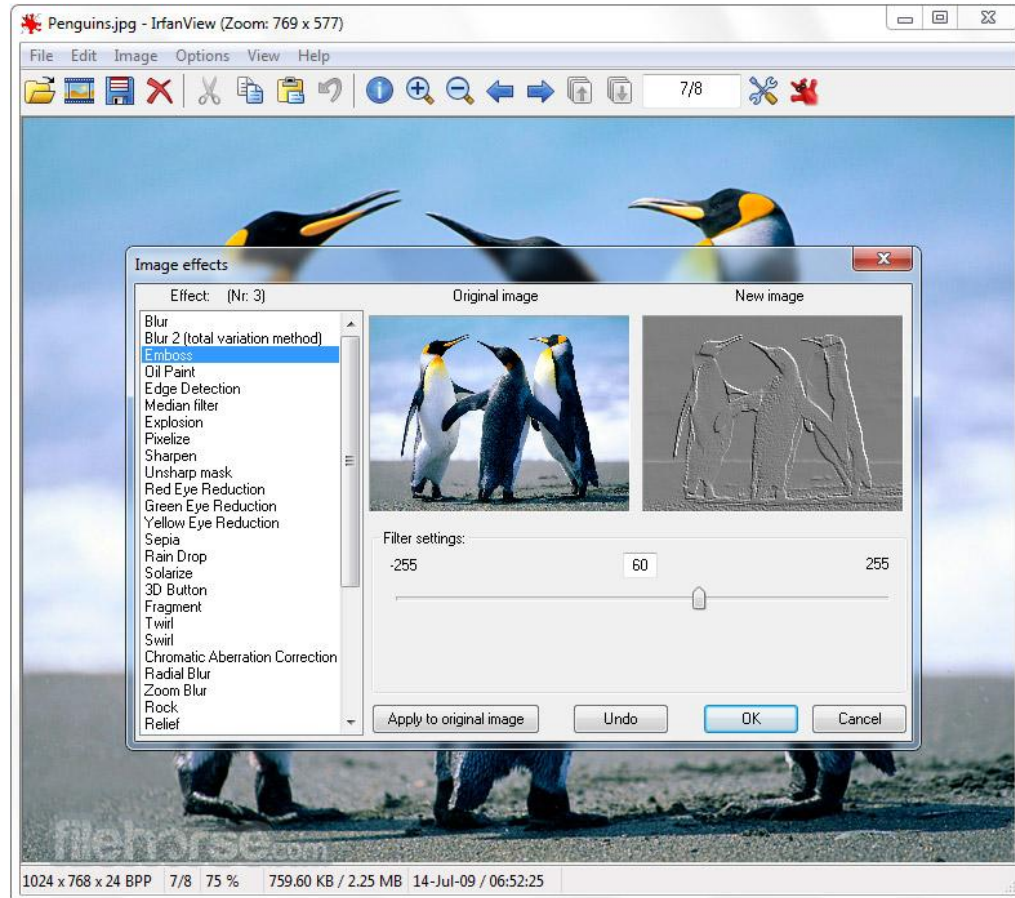 Penguins.jpg - IrfanView (Zoom: 769 x 577)
File Edit Image Options View Help
7/8
Image effects
Effect: (Nr: 3)
Original image
New image
Blur
Blur 2 (total variation method)
Emboss
Oil Paint
Edge Detection
Median filter
Explosion
Pixelize
Sharpen
Unsharp mask
Red Eye Reduction
Green Eye Reduction
Yellow Eye Reduction
Sepia
Rain Drop
Solarize
3D Button
Fragment
Twirl
Swirl
Chromatic Aberration Correction
Radial Blur
Zoom Blur
Rock
Relief
Filter settings:
-255 60 255
Apply to original image Undo OK Cancel
filehorse.com
1024 x 768 x 24 BPP 7/8 75 % 759.60 KB / 2.25 MB 14-Jul-09 / 06:52:25